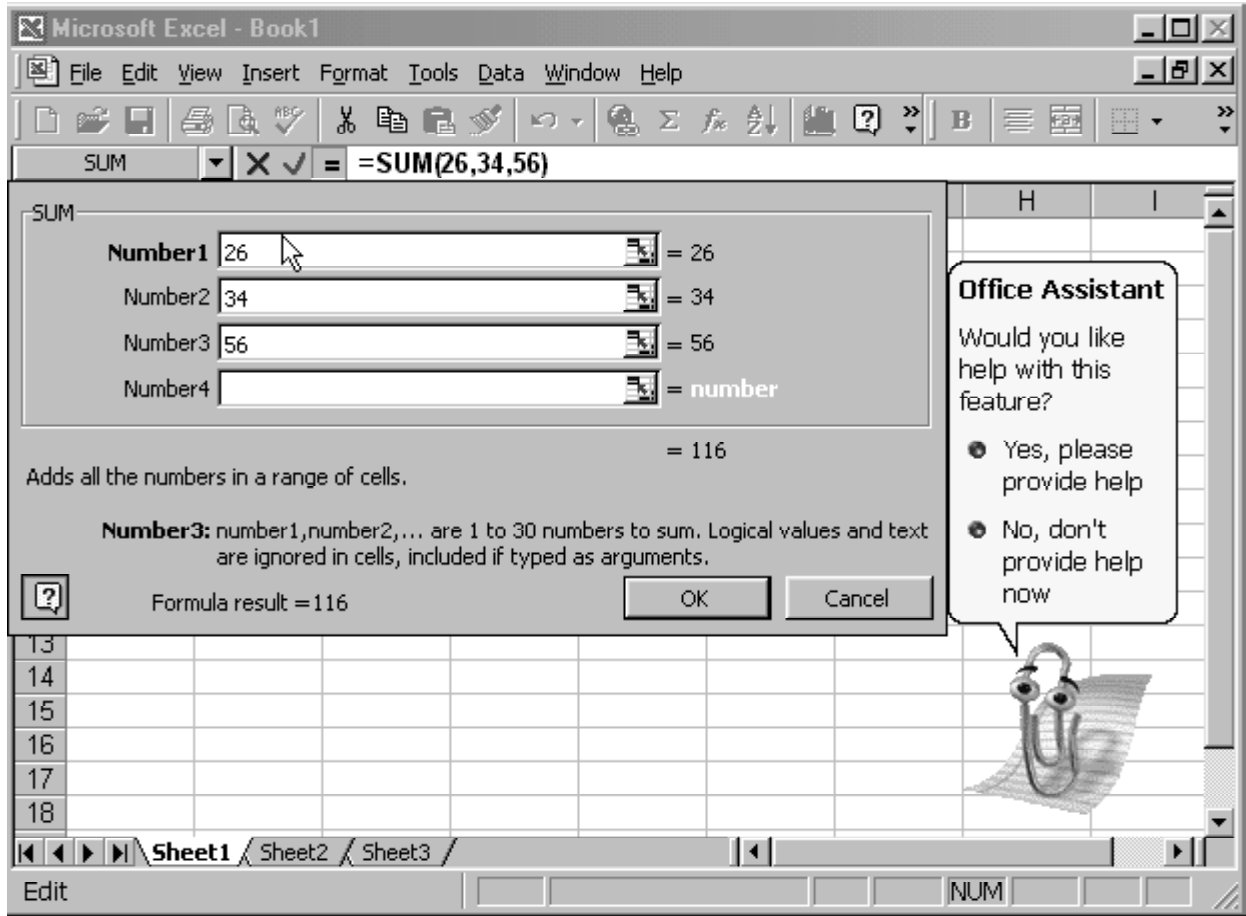 Microsoft Excel - Book1
File Edit View Insert Format Tools Data Window Help
ABC Σ fx A Z ? » B a »
SUM = =SUM(26,34,56)
H I
SUM
Number1 26 = 26
Number2 34 = 34
Number3 56 = 56
Number4 = number
= 116
Adds all the numbers in a range of cells.
Number3: number1,number2,... are 1 to 30 numbers to sum. Logical values and text
are ignored in cells, included if typed as arguments.
? Formula result =116 OK Cancel
Office Assistant
Would you like
help with this
feature?
Yes, please
provide help
No, don't
provide help
now
13
14
15
16
17
18
Sheet1 Sheet2 Sheet3
Edit NUM